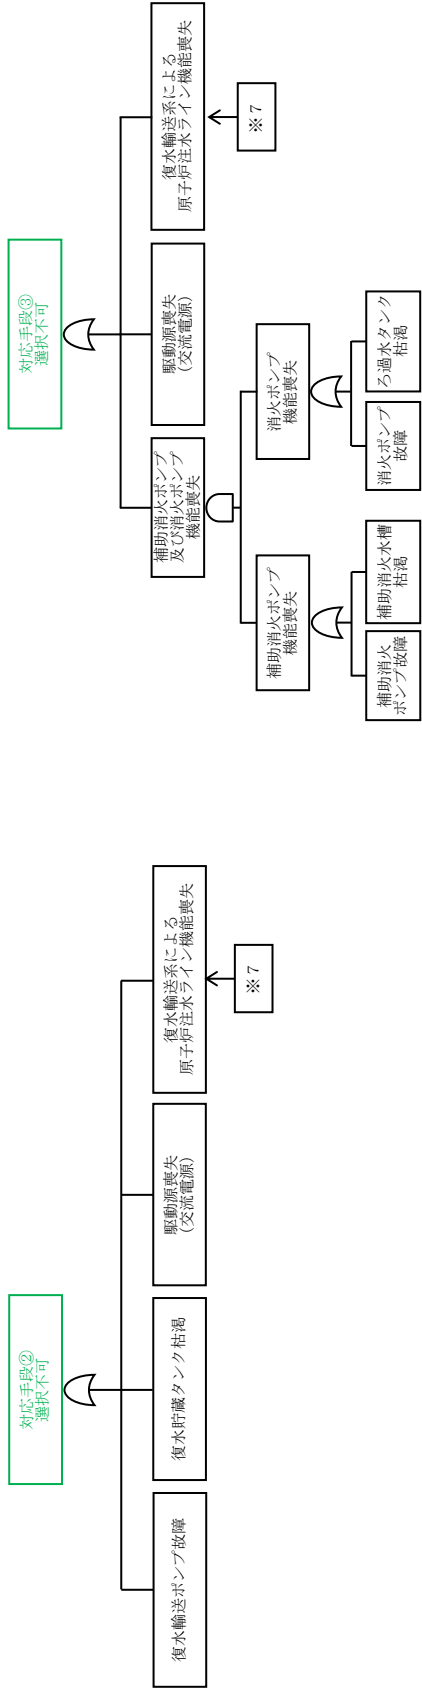 対応手段②
選択不可
復水輸送ポンプ故障
復水貯蔵タンク枯渇
駆動源喪失
(交流電源)
復水輸送系による
原子炉注水ライン機能喪失
※7
対応手段③
選択不可
補助消火ポンプ
及び消火ポンプ
機能喪失
駆動源喪失
(交流電源)
復水輸送系による
原子炉注水ライン機能喪失
※7
補助消火ポンプ
機能喪失
消火ポンプ
機能喪失
補助消火
ポンプ故障
補助消火水槽
枯渇
消火ポンプ
故障
ろ過水タンク
枯渇